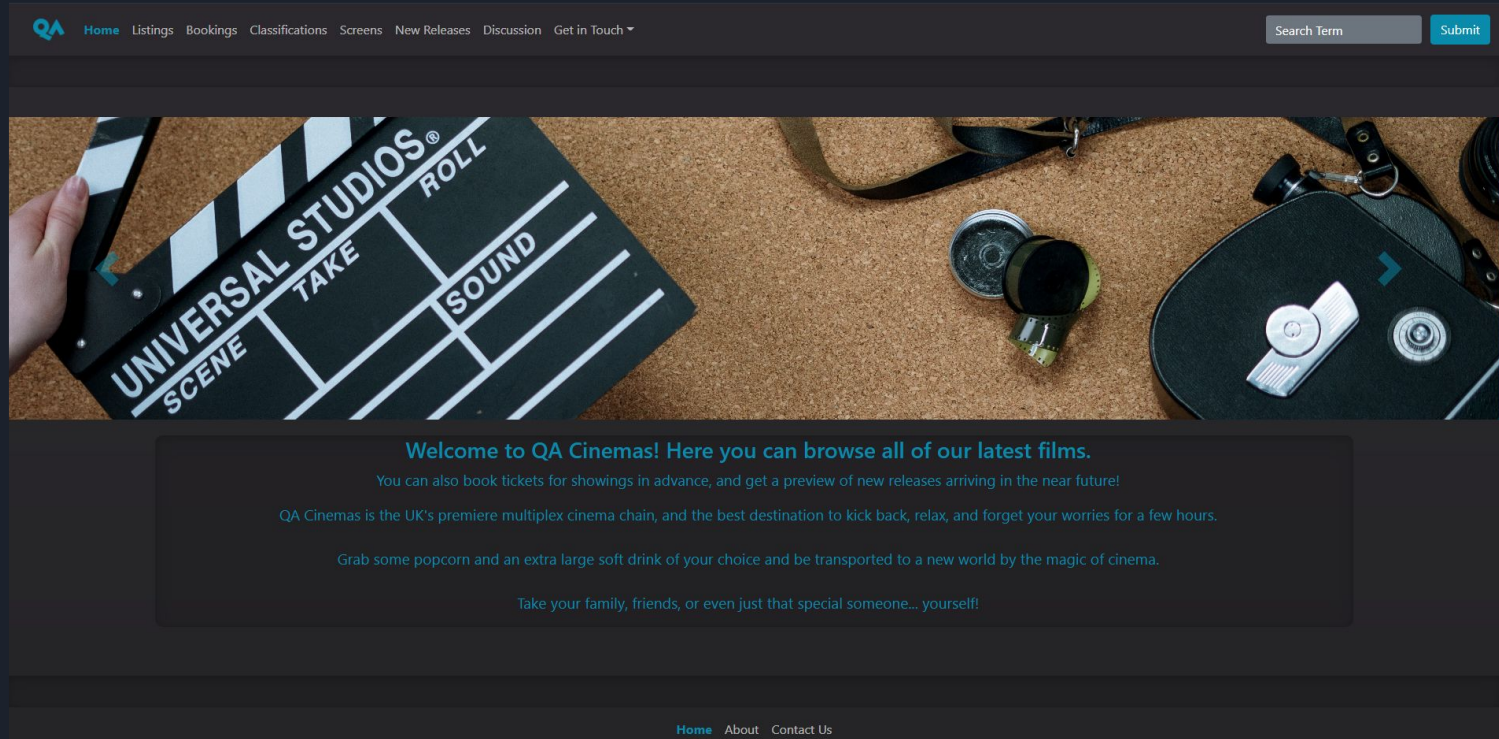 QA Home Listings Bookings Classifications Screens New Releases Discussion Get in Touch Search Term Submit
UNIVERSAL STUDIOS®
ROLL
TAKE
SOUND
SCENE
Welcome to QA Cinemas! Here you can browse all of our latest films.
You can also book tickets for showings in advance, and get a preview of new releases arriving in the near future!
QA Cinemas is the UK's premiere multiplex cinema chain, and the best destination to kick back, relax, and forget your worries for a few hours.
Grab some popcorn and an extra large soft drink of your choice and be transported to a new world by the magic of cinema.
Take your family, friends, or even just that special someone... yourself!
Home About Contact Us